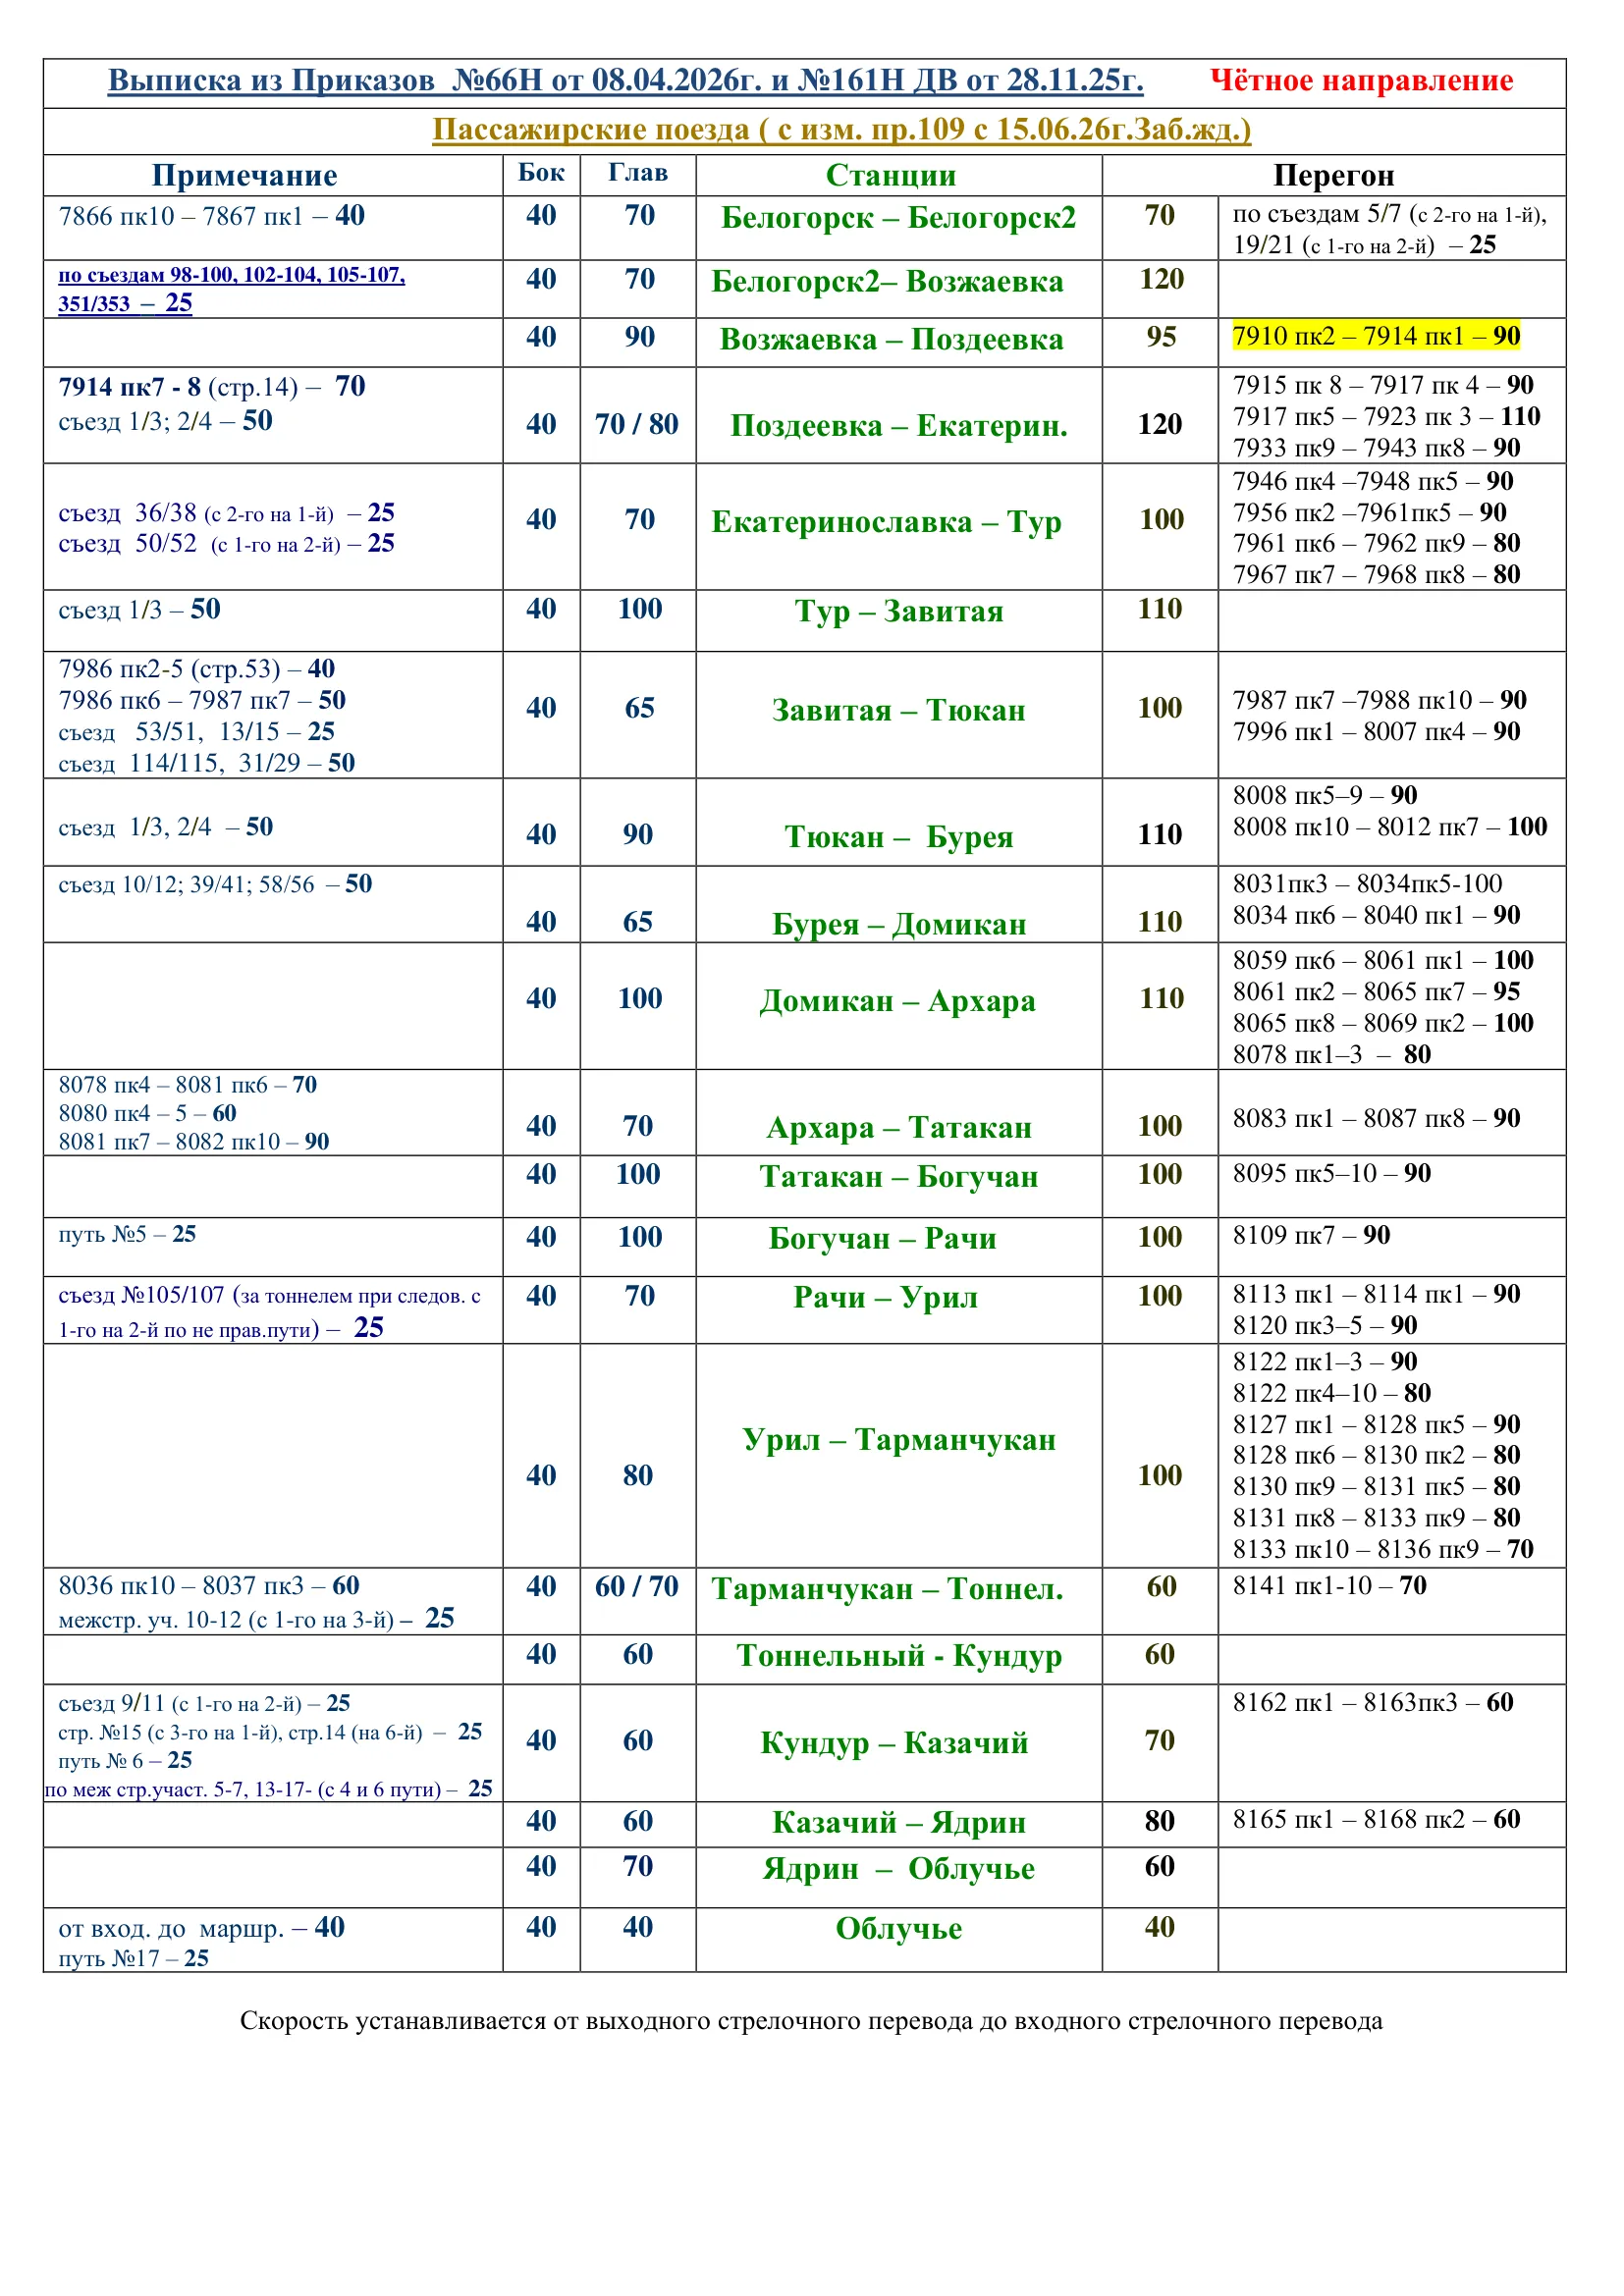 Выписка из Приказов №66Н от 08.04.2026г. и №161Н ДВ от 28.11.25г. Чётное направление
Пассажирские поезда ( с изм. пр.109 с 15.06.26г.Заб.жд.)
Примечание Бок Глав Станции Перегон
7866 пк10 – 7867 пк1 – 40 40 70 Белогорск – Белогорск2 70 по съездам 5/7 (с 2-го на 1-й),
19/21 (с 1-го на 2-й) – 25
по съездам 98-100, 102-104, 105-107, 40 70 Белогорск2– Возжаевка 120
351/353 – 25
40 90 Возжаевка – Поздеевка 95 7910 пк2 – 7914 пк1 – 90
7914 пк7 - 8 (стр.14) – 70 7915 пк 8 – 7917 пк 4 – 90
съезд 1/3; 2/4 – 50 40 70 / 80 Поздеевка – Екатерин. 120 7917 пк5 – 7923 пк 3 – 110
7933 пк9 – 7943 пк8 – 90
7946 пк4 –7948 пк5 – 90
съезд 36/38 (с 2-го на 1-й) – 25 40 70 Екатеринославка – Тур 100 7956 пк2 –7961пк5 – 90
съезд 50/52 (с 1-го на 2-й) – 25 7961 пк6 – 7962 пк9 – 80
7967 пк7 – 7968 пк8 – 80
съезд 1/3 – 50 40 100 Тур – Завитая 110
7986 пк2-5 (стр.53) – 40
7986 пк6 – 7987 пк7 – 50 40 65 Завитая – Тюкан 100 7987 пк7 –7988 пк10 – 90
съезд 53/51, 13/15 – 25 7996 пк1 – 8007 пк4 – 90
съезд 114/115, 31/29 – 50
8008 пк5–9 – 90
съезд 1/3, 2/4 – 50 40 90 Тюкан – Бурея 110 8008 пк10 – 8012 пк7 – 100
съезд 10/12; 39/41; 58/56 – 50 8031пк3 – 8034пк5-100
40 65 Бурея – Домикан 110 8034 пк6 – 8040 пк1 – 90
8059 пк6 – 8061 пк1 – 100
40 100 Домикан – Архара 110 8061 пк2 – 8065 пк7 – 95
8065 пк8 – 8069 пк2 – 100
8078 пк1–3 – 80
8078 пк4 – 8081 пк6 – 70
8080 пк4 – 5 – 60 40 70 Архара – Татакан 100 8083 пк1 – 8087 пк8 – 90
8081 пк7 – 8082 пк10 – 90
40 100 Татакан – Богучан 100 8095 пк5–10 – 90
путь №5 – 25 40 100 Богучан – Рачи 100 8109 пк7 – 90
съезд №105/107 (за тоннелем при следов. с 40 70 Рачи – Урил 100 8113 пк1 – 8114 пк1 – 90
1-го на 2-й по не прав.пути) – 25 8120 пк3–5 – 90
8122 пк1–3 – 90
8122 пк4–10 – 80
40 80 Урил – Тарманчукан 100 8127 пк1 – 8128 пк5 – 90
8128 пк6 – 8130 пк2 – 80
8130 пк9 – 8131 пк5 – 80
8131 пк8 – 8133 пк9 – 80
8133 пк10 – 8136 пк9 – 70
8036 пк10 – 8037 пк3 – 60 40 60 / 70 Тарманчукан – Тоннел. 60 8141 пк1-10 – 70
межстр. уч. 10-12 (с 1-го на 3-й) – 25
40 60 Тоннельный - Кундур 60
съезд 9/11 (с 1-го на 2-й) – 25 8162 пк1 – 8163пк3 – 60
стр. №15 (с 3-го на 1-й), стр.14 (на 6-й) – 25 40 60 Кундур – Казачий 70
путь № 6 – 25
по меж стр.участ. 5-7, 13-17- (с 4 и 6 пути) – 25
40 60 Казачий – Ядрин 80 8165 пк1 – 8168 пк2 – 60
40 70 Ядрин – Облучье 60
от вход. до маршр. – 40 40 40 Облучье 40
путь №17 – 25
Скорость устанавливается от выходного стрелочного перевода до входного стрелочного перевода